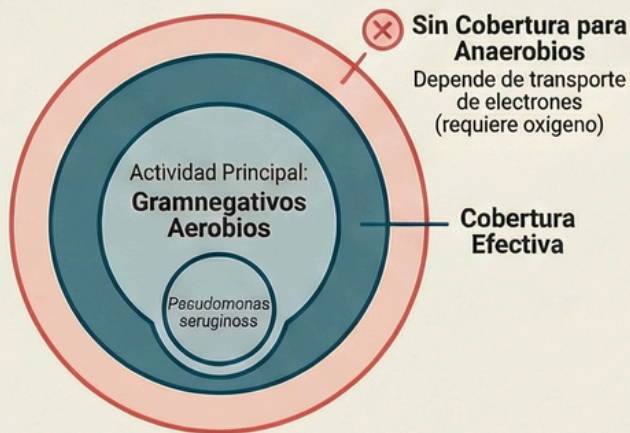 Sin Cobertura para
Anaerobios
Depende de transporte
de electrones
(requiere oxigeno)
Actividad Principal:
Gramnegativos
Aerobios
Cobertura
Efectiva
Pseudomonas
seruginoss